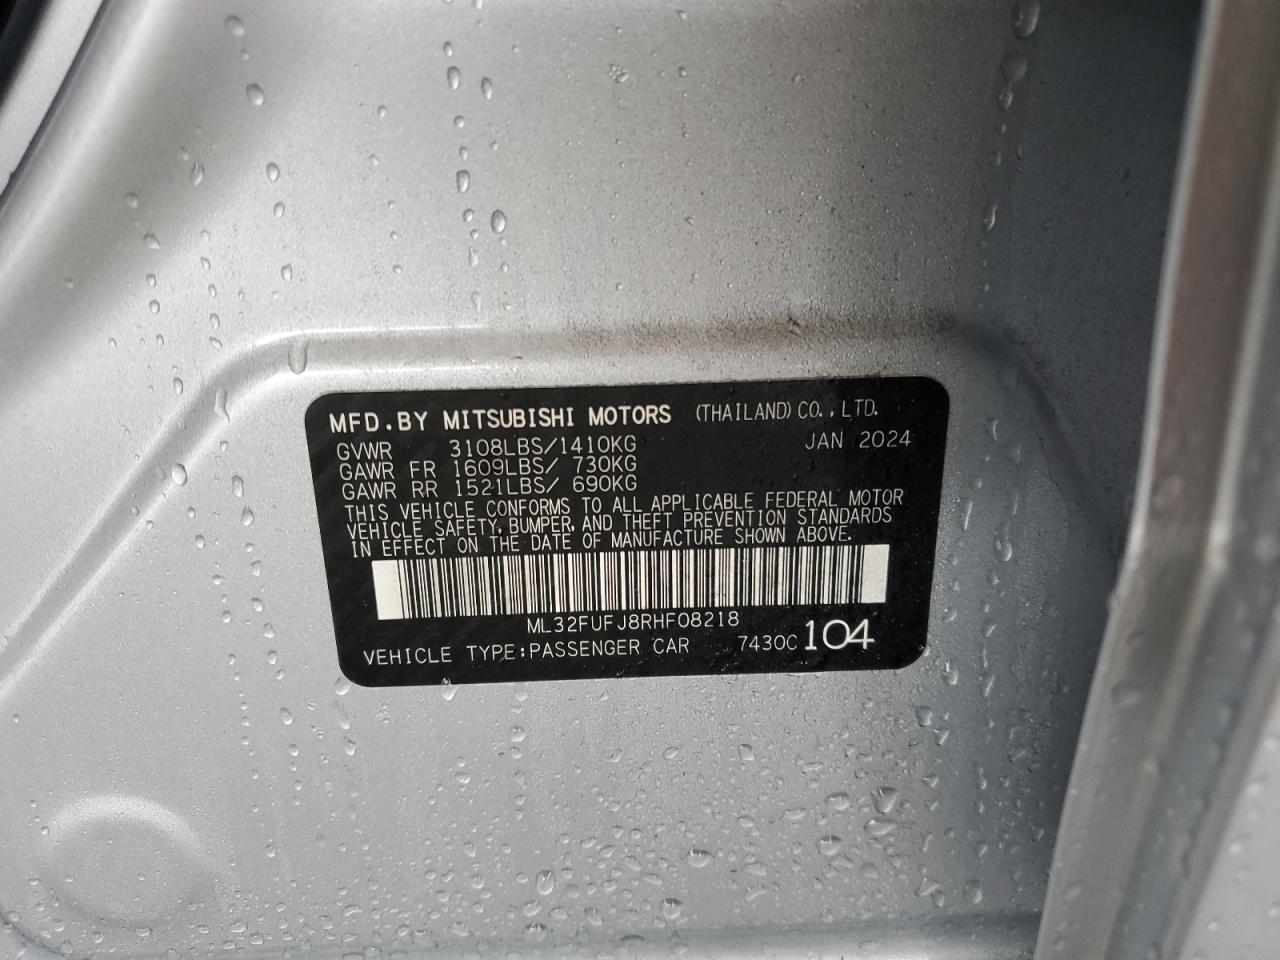 MFD.BY MITSUBISHI MOTORS (THAILAND) CO.,LTD.
GVWR 3108LBS/1410KG JAN 2024
GAWR FR 1609LBS/ 730KG
GAWR RR 1521LBS/ 690KG
THIS VEHICLE CONFORMS TO ALL APPLICABLE FEDERAL MOTOR
VEHICLE SAFETY, BUMPER, AND THEFT PREVENTION STANDARDS
IN EFFECT ON THE DATE OF MANUFACTURE SHOWN ABOVE.
ML32FUFJ8RHF08218
VEHICLE TYPE:PASSENGER CAR 7430C 104